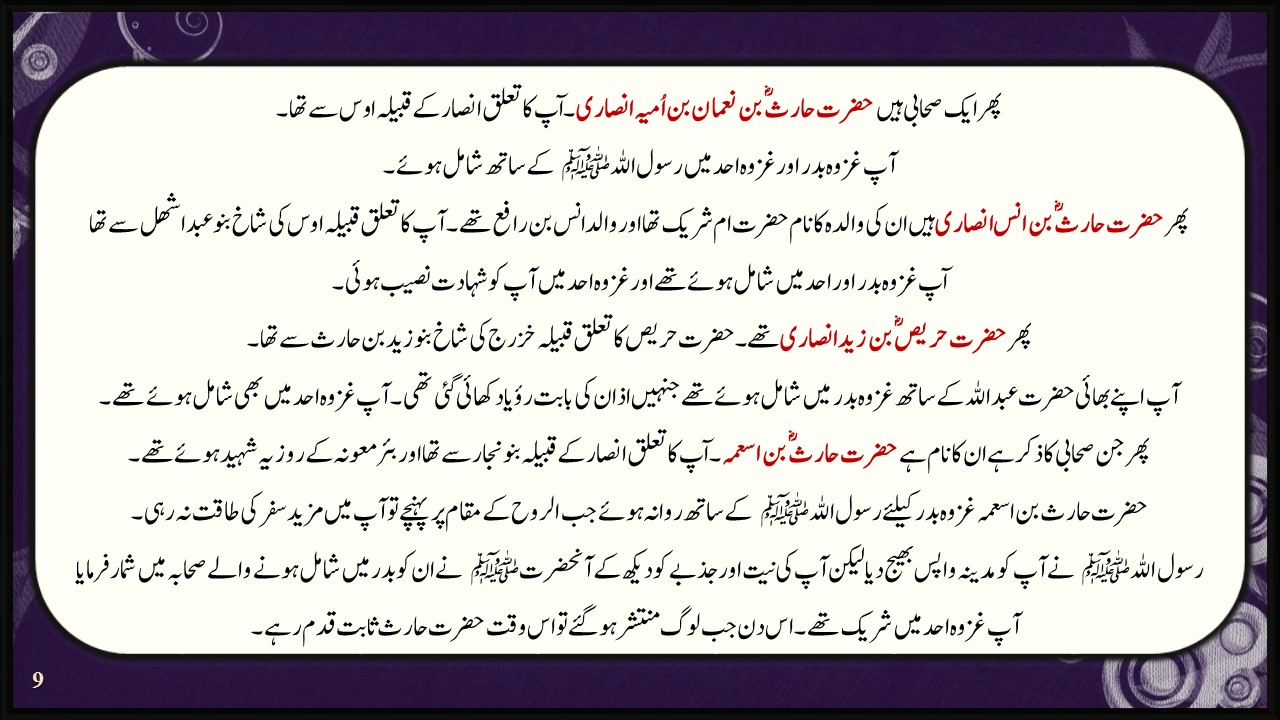 پھر ایک صحابی ہیں حضرت حارثؓ بن نعمان بن اُمیہ انصاری۔آپ کا تعلق انصار کے قبیلہ اوس سے تھا۔
آپ غزوہ بدر اور غزوہ احد میں رسول اللہ ﷺ کے ساتھ شامل ہوئے۔
پھر حضرت حارثؓ بن انس انصاری ہیں ان کی والدہ کا نام حضرت ام شریک تھا اور والد انس بن رافع تھے۔ آپ کا تعلق قبیلہ اوس کی شاخ بنو عبد اشھل سے تھا
آپ غزوہ بدر اور احد میں شامل ہوئے تھے اور غزوہ احد میں آپ کو شہادت نصیب ہوئی۔
پھر حضرت حریصؓ بن زید انصاری تھے۔ حضرت حریص کا تعلق قبیلہ خزرج کی شاخ بنو زید بن حارث سے تھا۔
آپ اپنے بھائی حضرت عبد اللہ کے ساتھ غزوہ بدر میں شامل ہوئے تھے جنہیں اذان کی بابت رؤیا دکھائی گئی تھی۔ آپ غزوہ احد میں بھی شامل ہوئے تھے۔
پھر جن صحابی کا ذکر ہے ان کا نام ہے حضرت حارثؓ بن اسعمہ ۔آپ کا تعلق انصار کے قبیلہ بنو نجار سے تھا اور بئر معونہ کے روز یہ شہید ہوئے تھے۔
حضرت حارث بن اسعمہ غزوہ بدر کیلئے رسول اللہ ﷺ کے ساتھ روانہ ہوئے جب الروح کے مقام پر پہنچے تو آپ میں مزید سفر کی طاقت نہ رہی۔
رسول اللہ ﷺ نے آپ کو مدینہ واپس بھیج دیا لیکن آپ کی نیت اور جذبے کو دیکھ کے آنحضرت ﷺ نے ان کو بدر میں شامل ہونے والے صحابہ میں شمار فرمایا
آپ غزوہ احد میں شریک تھے۔ اس دن جب لوگ منتشر ہو گئے تو اس وقت حضرت حارث ثابت قدم رہے۔
9